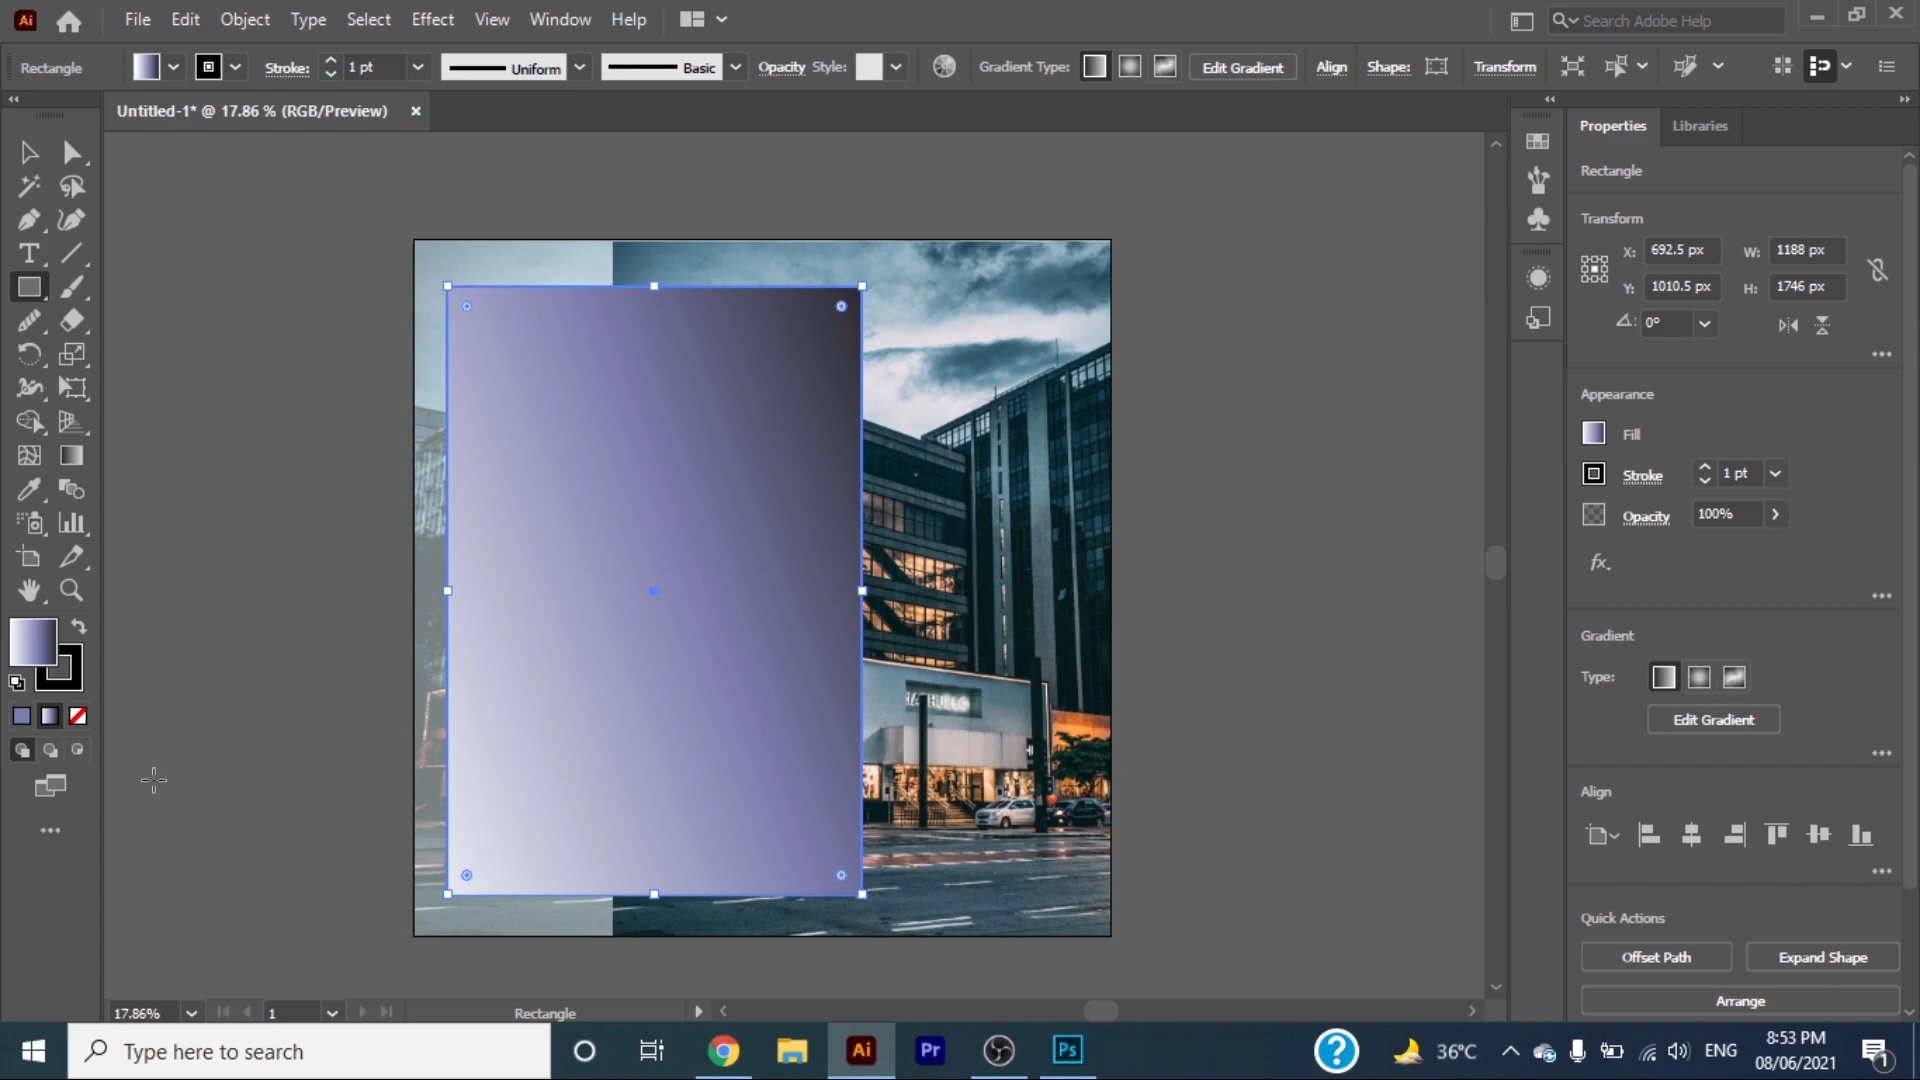 Ai File Edit Object Type Select Effect View Window Help Search Adobe Help
Rectangle Stroke: 1 pt Uniform Basic Opacity Style: Gradient Type: Edit Gradient Align Shape: Transform
Untitled-1* @ 17.86 % (RGB/Preview)
Properties Libraries
Rectangle
Transform
X: 692.5 px W: 1188 px
Y: 1010.5 px H: 1746 px
0°
Appearance
Fill
Stroke 1 pt
Opacity 100%
fx.
Gradient
Type:
Edit Gradient
Align
Quick Actions
Offset Path Expand Shape
Arrange
17.86% 1 Rectangle
Type here to search Ai Pr Ps 36°C ENG 8:53 PM
08/06/2021 1